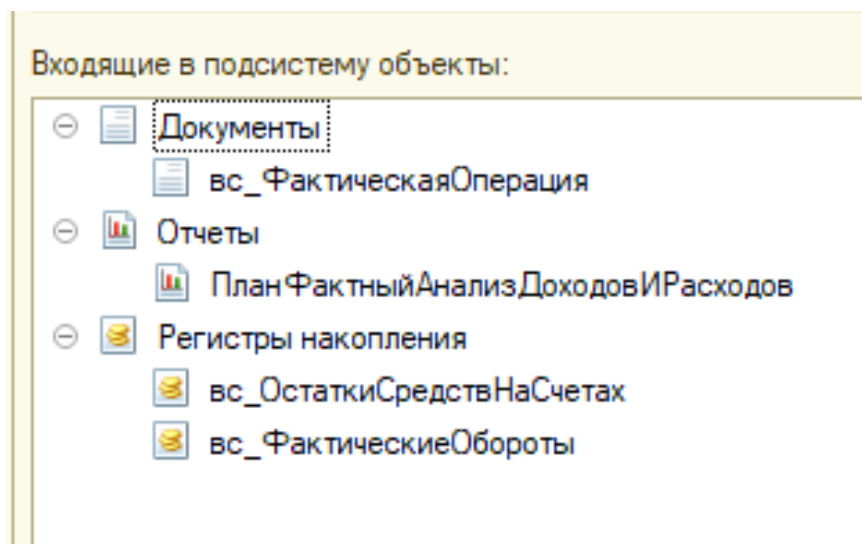 Входящие в подсистему объекты:
Документы
вс_ФактическаяОперация
Отчеты
ПланФактныйАнализДоходовИРасходов
Регистры накопления
вс_ОстаткиСредствНаСчетах
вс_ФактическиеОбороты